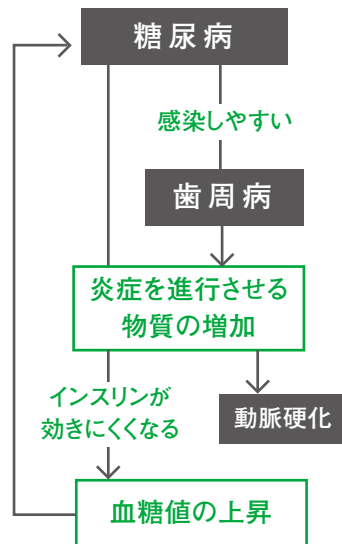 糖尿病
感染しやすい
歯周病
炎症を進行させる
物質の増加
インスリンが
効きにくくなる
動脈硬化
血糖値の上昇